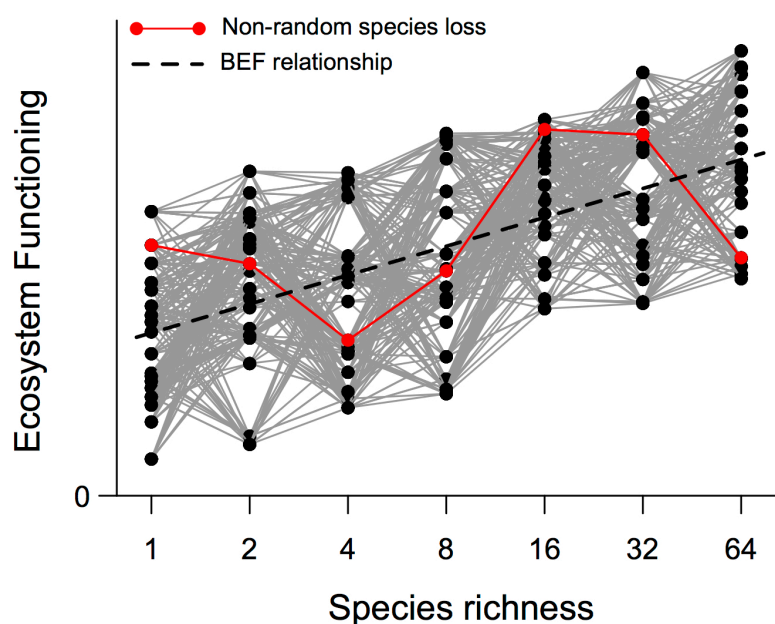 Non-random species loss
BEF relationship
Ecosystem Functioning
0
1 2 4 8 16 32 64
Species richness